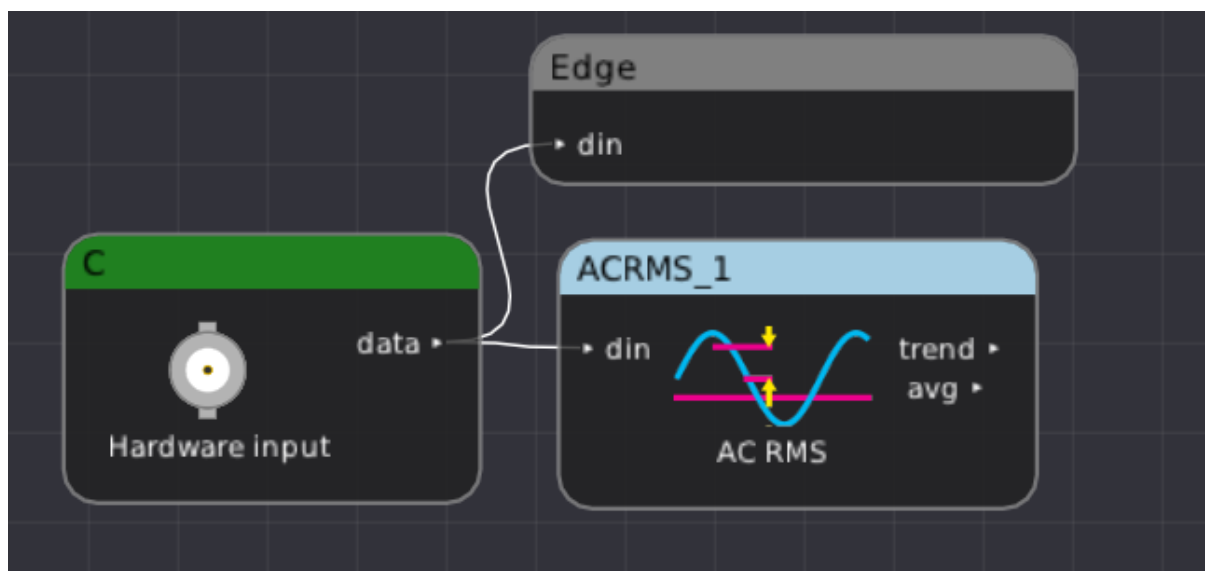 Edge
din
C
data
Hardware input
ACRMS_1
din
trend
avg
AC RMS